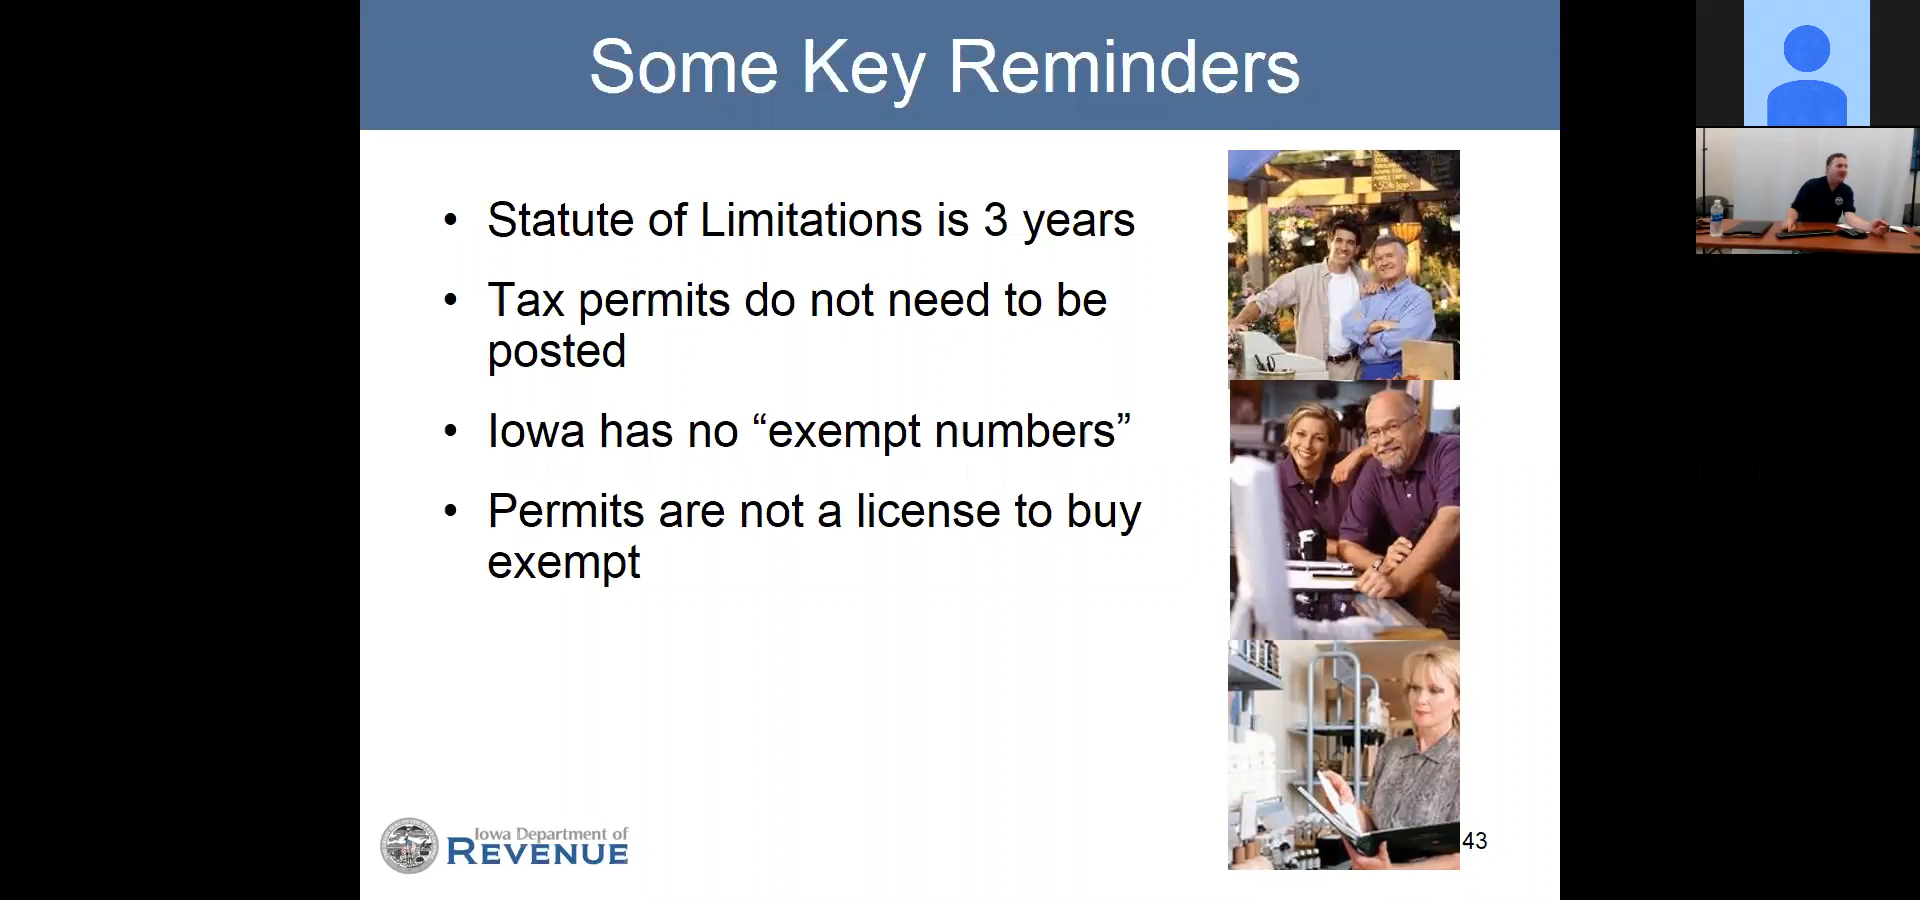 Some Key Reminders
• Statute of Limitations is 3 years
• Tax permits do not need to be
posted
• Iowa has no “exempt numbers”
• Permits are not a license to buy
exempt
Iowa Department of
REVENUE
43